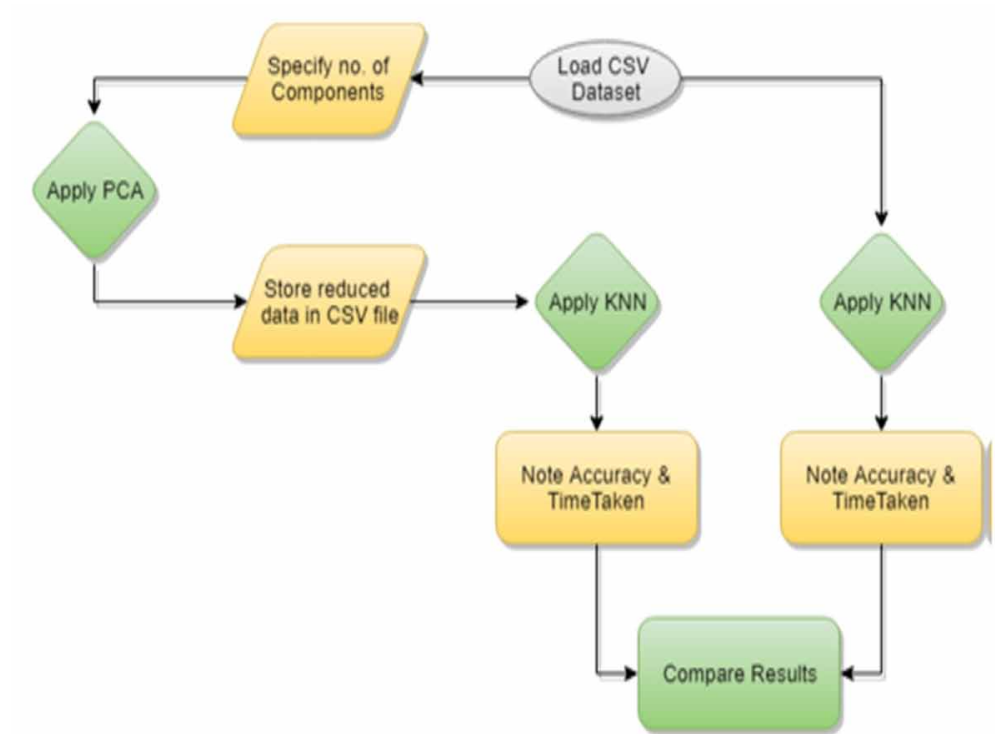 Specify no. of
Components
Load CSV
Dataset
Apply PCA
Store reduced
data in CSV file
Apply KNN
Apply KNN
Note Accuracy &
TimeTaken
Note Accuracy &
TimeTaken
Compare Results